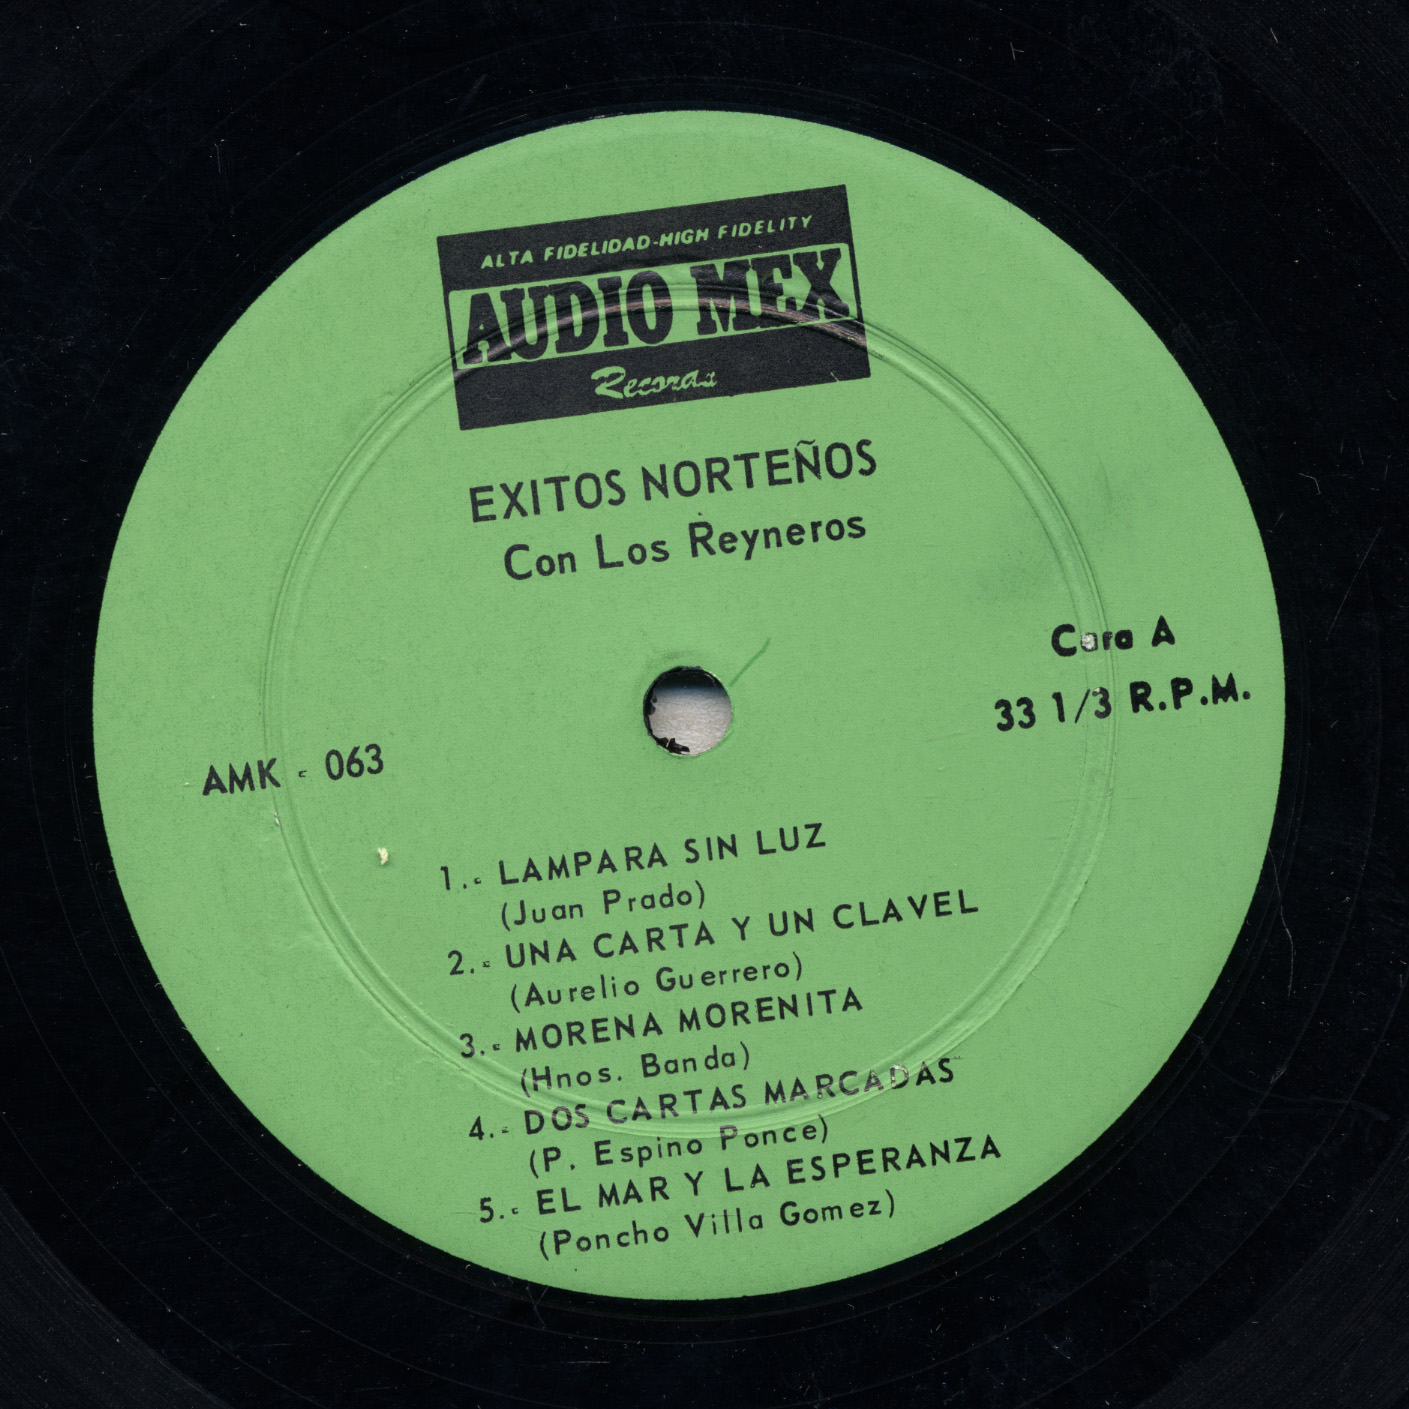 ALTA FIDELIDAD-HIGH FIDELITY
AUDIO MEX
Records
EXITOS NORTEÑOS
Con Los Reyneros
Cara A
33 1/3 R.P.M.
AMK - 063
1.- LAMPARA SIN LUZ
(Juan Prado)
2.- UNA CARTA Y UN CLAVEL
(Aurelio Guerrero)
3.- MORENA MORENITA
(Hnos. Banda)
4.- DOS CARTAS MARCADAS
(P. Espino Ponce)
5.- EL MAR Y LA ESPERANZA
(Poncho Villa Gomez)